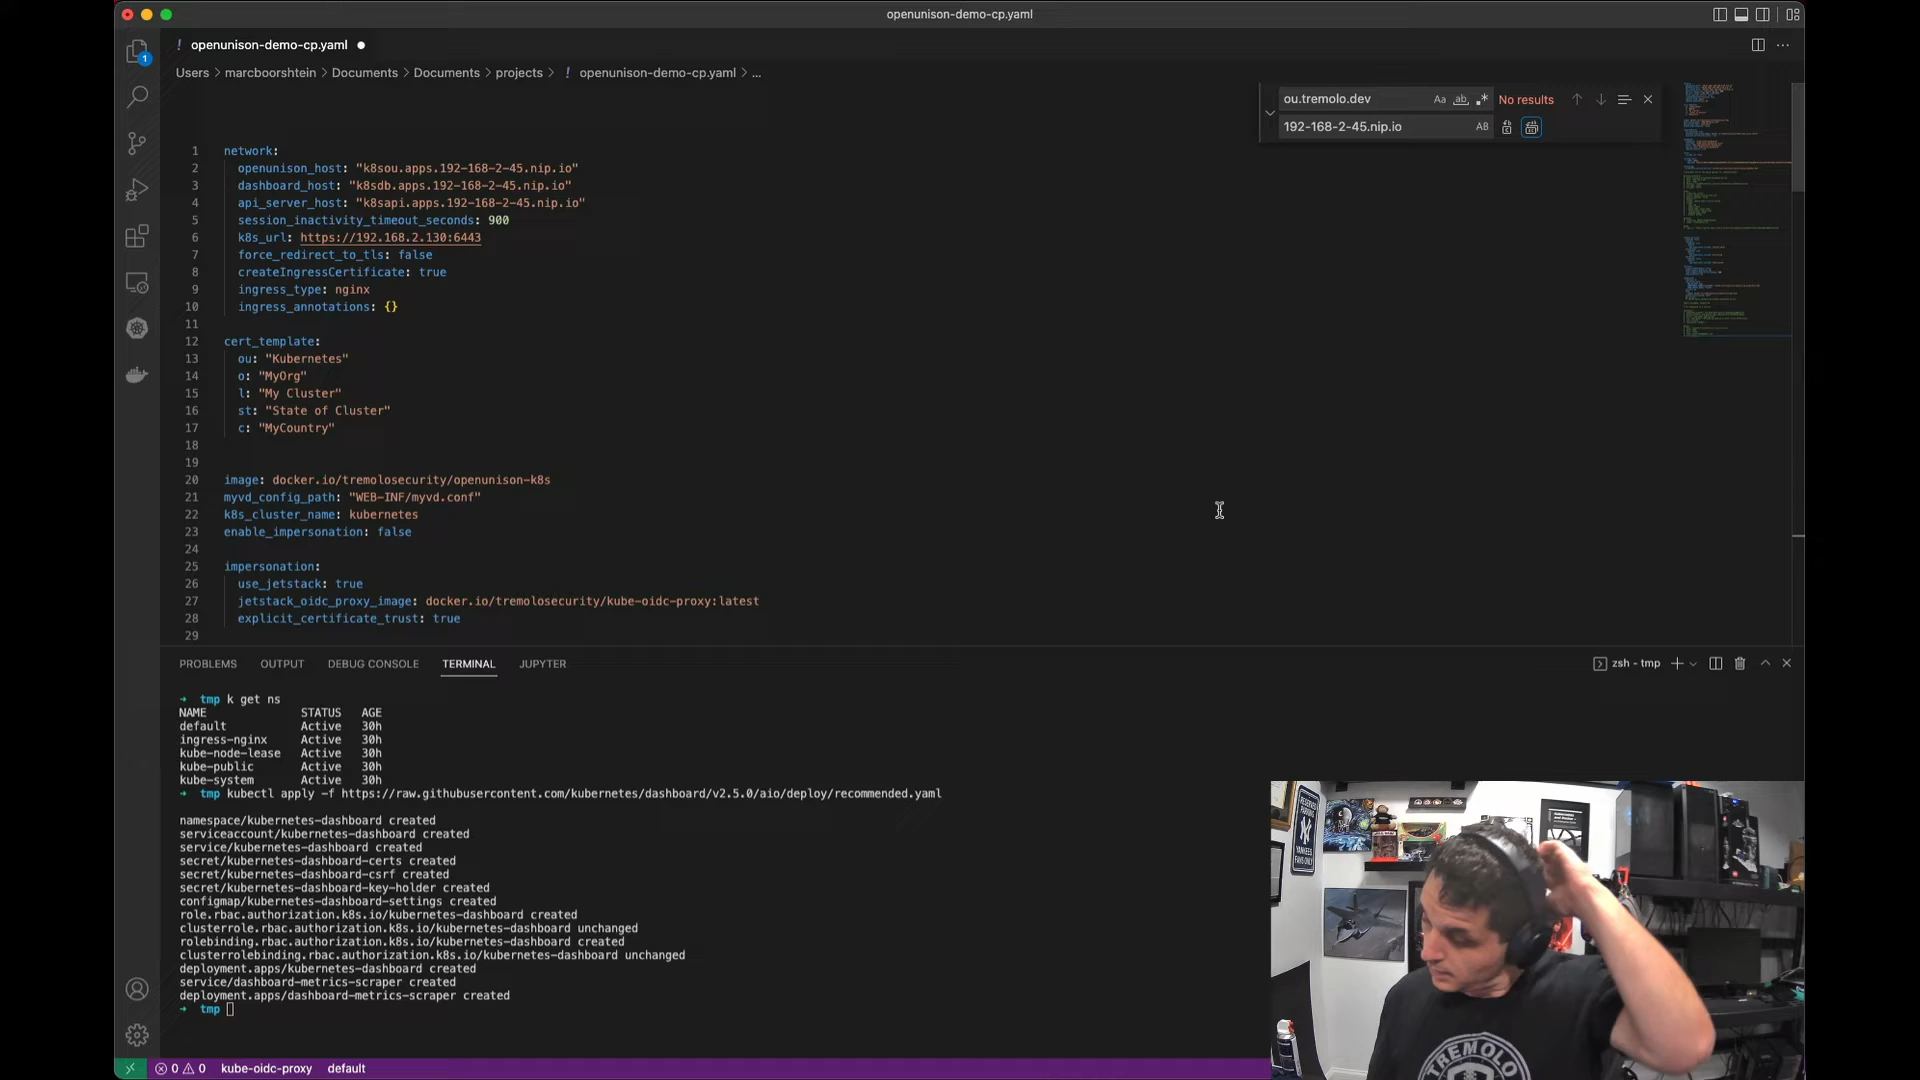 openunison-demo-cp.yaml
! openunison-demo-cp.yaml
1
Users > marcboorshtein > Documents > Documents > projects > ! openunison-demo-cp.yaml > ...
ou.tremolo.dev Aa ab .* No results
192-168-2-45.nip.io AB
1 network:
2 openunison_host: "k8sou.apps.192-168-2-45.nip.io"
3 dashboard_host: "k8sdb.apps.192-168-2-45.nip.io"
4 api_server_host: "k8sapi.apps.192-168-2-45.nip.io"
5 session_inactivity_timeout_seconds: 900
6 k8s_url: https://192.168.2.130:6443
7 force_redirect_to_tls: false
8 createIngressCertificate: true
9 ingress_type: nginx
10 ingress_annotations: {}
11
12 cert_template:
13 ou: "Kubernetes"
14 o: "MyOrg"
15 l: "My Cluster"
16 st: "State of Cluster"
17 c: "MyCountry"
18
19
20 image: docker.io/tremolosecurity/openunison-k8s
21 myvd_config_path: "WEB-INF/myvd.conf"
22 k8s_cluster_name: kubernetes
23 enable_impersonation: false
24
25 impersonation:
26 use_jetstack: true
27 jetstack_oidc_proxy_image: docker.io/tremolosecurity/kube-oidc-proxy:latest
28 explicit_certificate_trust: true
29
PROBLEMS OUTPUT DEBUG CONSOLE TERMINAL JUPYTER
zsh - tmp
→ tmp k get ns
NAME STATUS AGE
default Active 30h
ingress-nginx Active 30h
kube-node-lease Active 30h
kube-public Active 30h
kube-system Active 30h
→ tmp kubectl apply -f https://raw.githubusercontent.com/kubernetes/dashboard/v2.5.0/aio/deploy/recommended.yaml
namespace/kubernetes-dashboard created
serviceaccount/kubernetes-dashboard created
service/kubernetes-dashboard created
secret/kubernetes-dashboard-certs created
secret/kubernetes-dashboard-csrf created
secret/kubernetes-dashboard-key-holder created
configmap/kubernetes-dashboard-settings created
role.rbac.authorization.k8s.io/kubernetes-dashboard created
clusterrole.rbac.authorization.k8s.io/kubernetes-dashboard unchanged
rolebinding.rbac.authorization.k8s.io/kubernetes-dashboard created
clusterrolebinding.rbac.authorization.k8s.io/kubernetes-dashboard unchanged
deployment.apps/kubernetes-dashboard created
service/dashboard-metrics-scraper created
deployment.apps/dashboard-metrics-scraper created
→ tmp
0 0 kube-oidc-proxy default
RESERVED
PARKING
YANKEE
FANS ONLY
TREMOLO